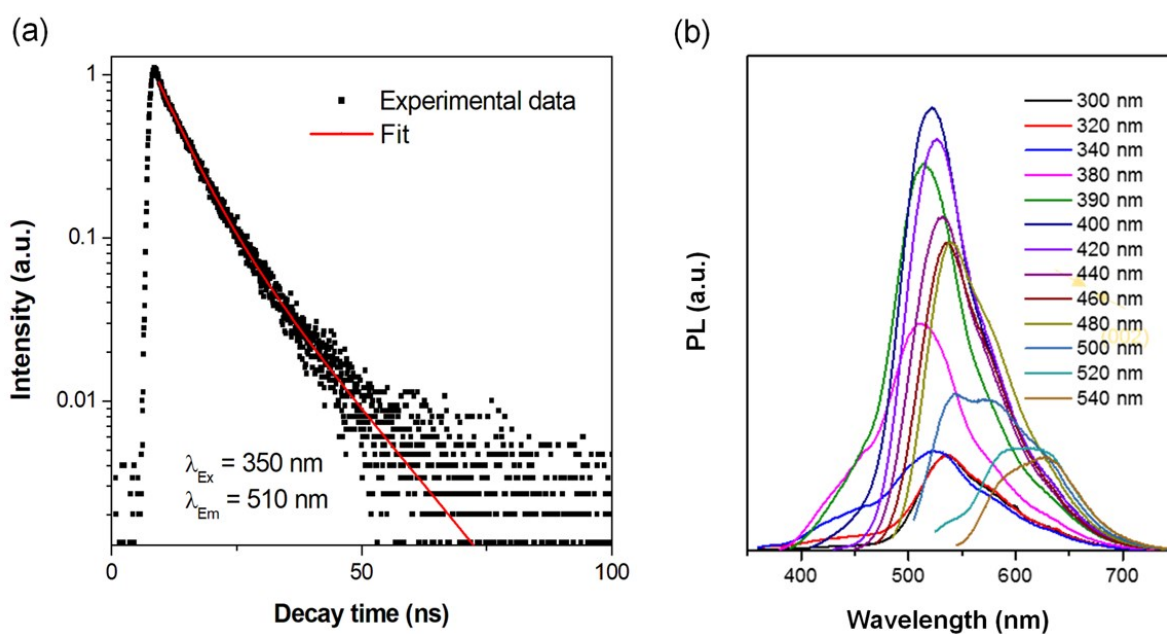 (a)
1
0.1
0.01
Intensity (a.u.)
Experimental data
Fit
λEx = 350 nm
λEm = 510 nm
0 50 100
Decay time (ns)
(b)
PL (a.u.)
300 nm
320 nm
340 nm
380 nm
390 nm
400 nm
420 nm
440 nm
460 nm
480 nm
500 nm
520 nm
540 nm
(002)
400 500 600 700
Wavelength (nm)